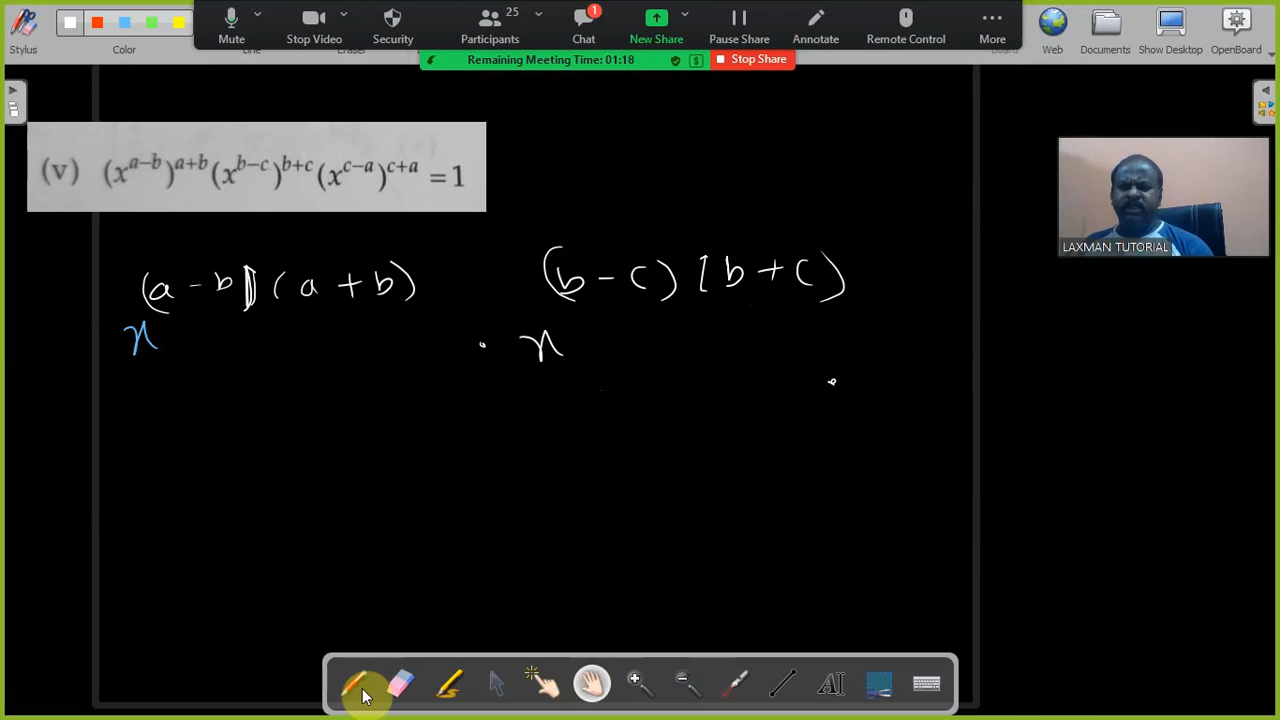 Mute Stop Video Security Participants 25 Chat 1 New Share Pause Share Annotate Remote Control More
Stylus Color Web Documents Show Desktop OpenBoard
Remaining Meeting Time: 01:18 $ Stop Share
(v) (x^{a-b})^{a+b}(x^{b-c})^{b+c}(x^{c-a})^{c+a} = 1
LAXMAN TUTORIAL
(a - b) (a + b) (b - c) [b + c)
x . x .
AI